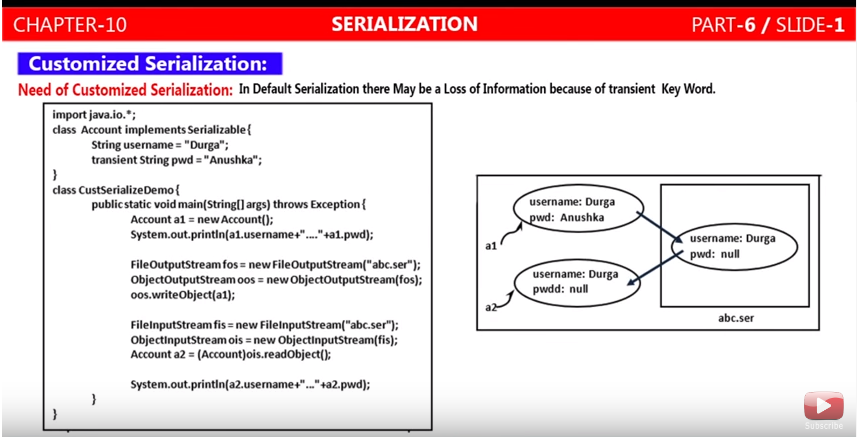 CHAPTER-10
SERIALIZATION
PART-6 / SLIDE-1
Customized Serialization:
Need of Customized Serialization: In Default Serialization there May be a Loss of Information because of transient Key Word.
import java.io.*;
class Account implements Serializable{
String username = "Durga";
transient String pwd = "Anushka";
}
class CustSerializeDemo{
public static void main(String[] args) throws Exception{
Account a1 = new Account();
System.out.println(a1.username+"...."+a1.pwd);
FileOutputStream fos = new FileOutputStream("abc.ser");
ObjectOutputStream oos = new ObjectOutputStream(fos);
oos.writeObject(a1);
FileInputStream fis = new FileInputStream("abc.ser");
ObjectInputStream ois = new ObjectInputStream(fis);
Account a2 = (Account)ois.readObject();
System.out.println(a2.username+"..."+a2.pwd);
}
}
username: Durga
pwd: Anushka
a1
username: Durga
pwdd: null
a2
username: Durga
pwd: null
abc.ser
Subscribe